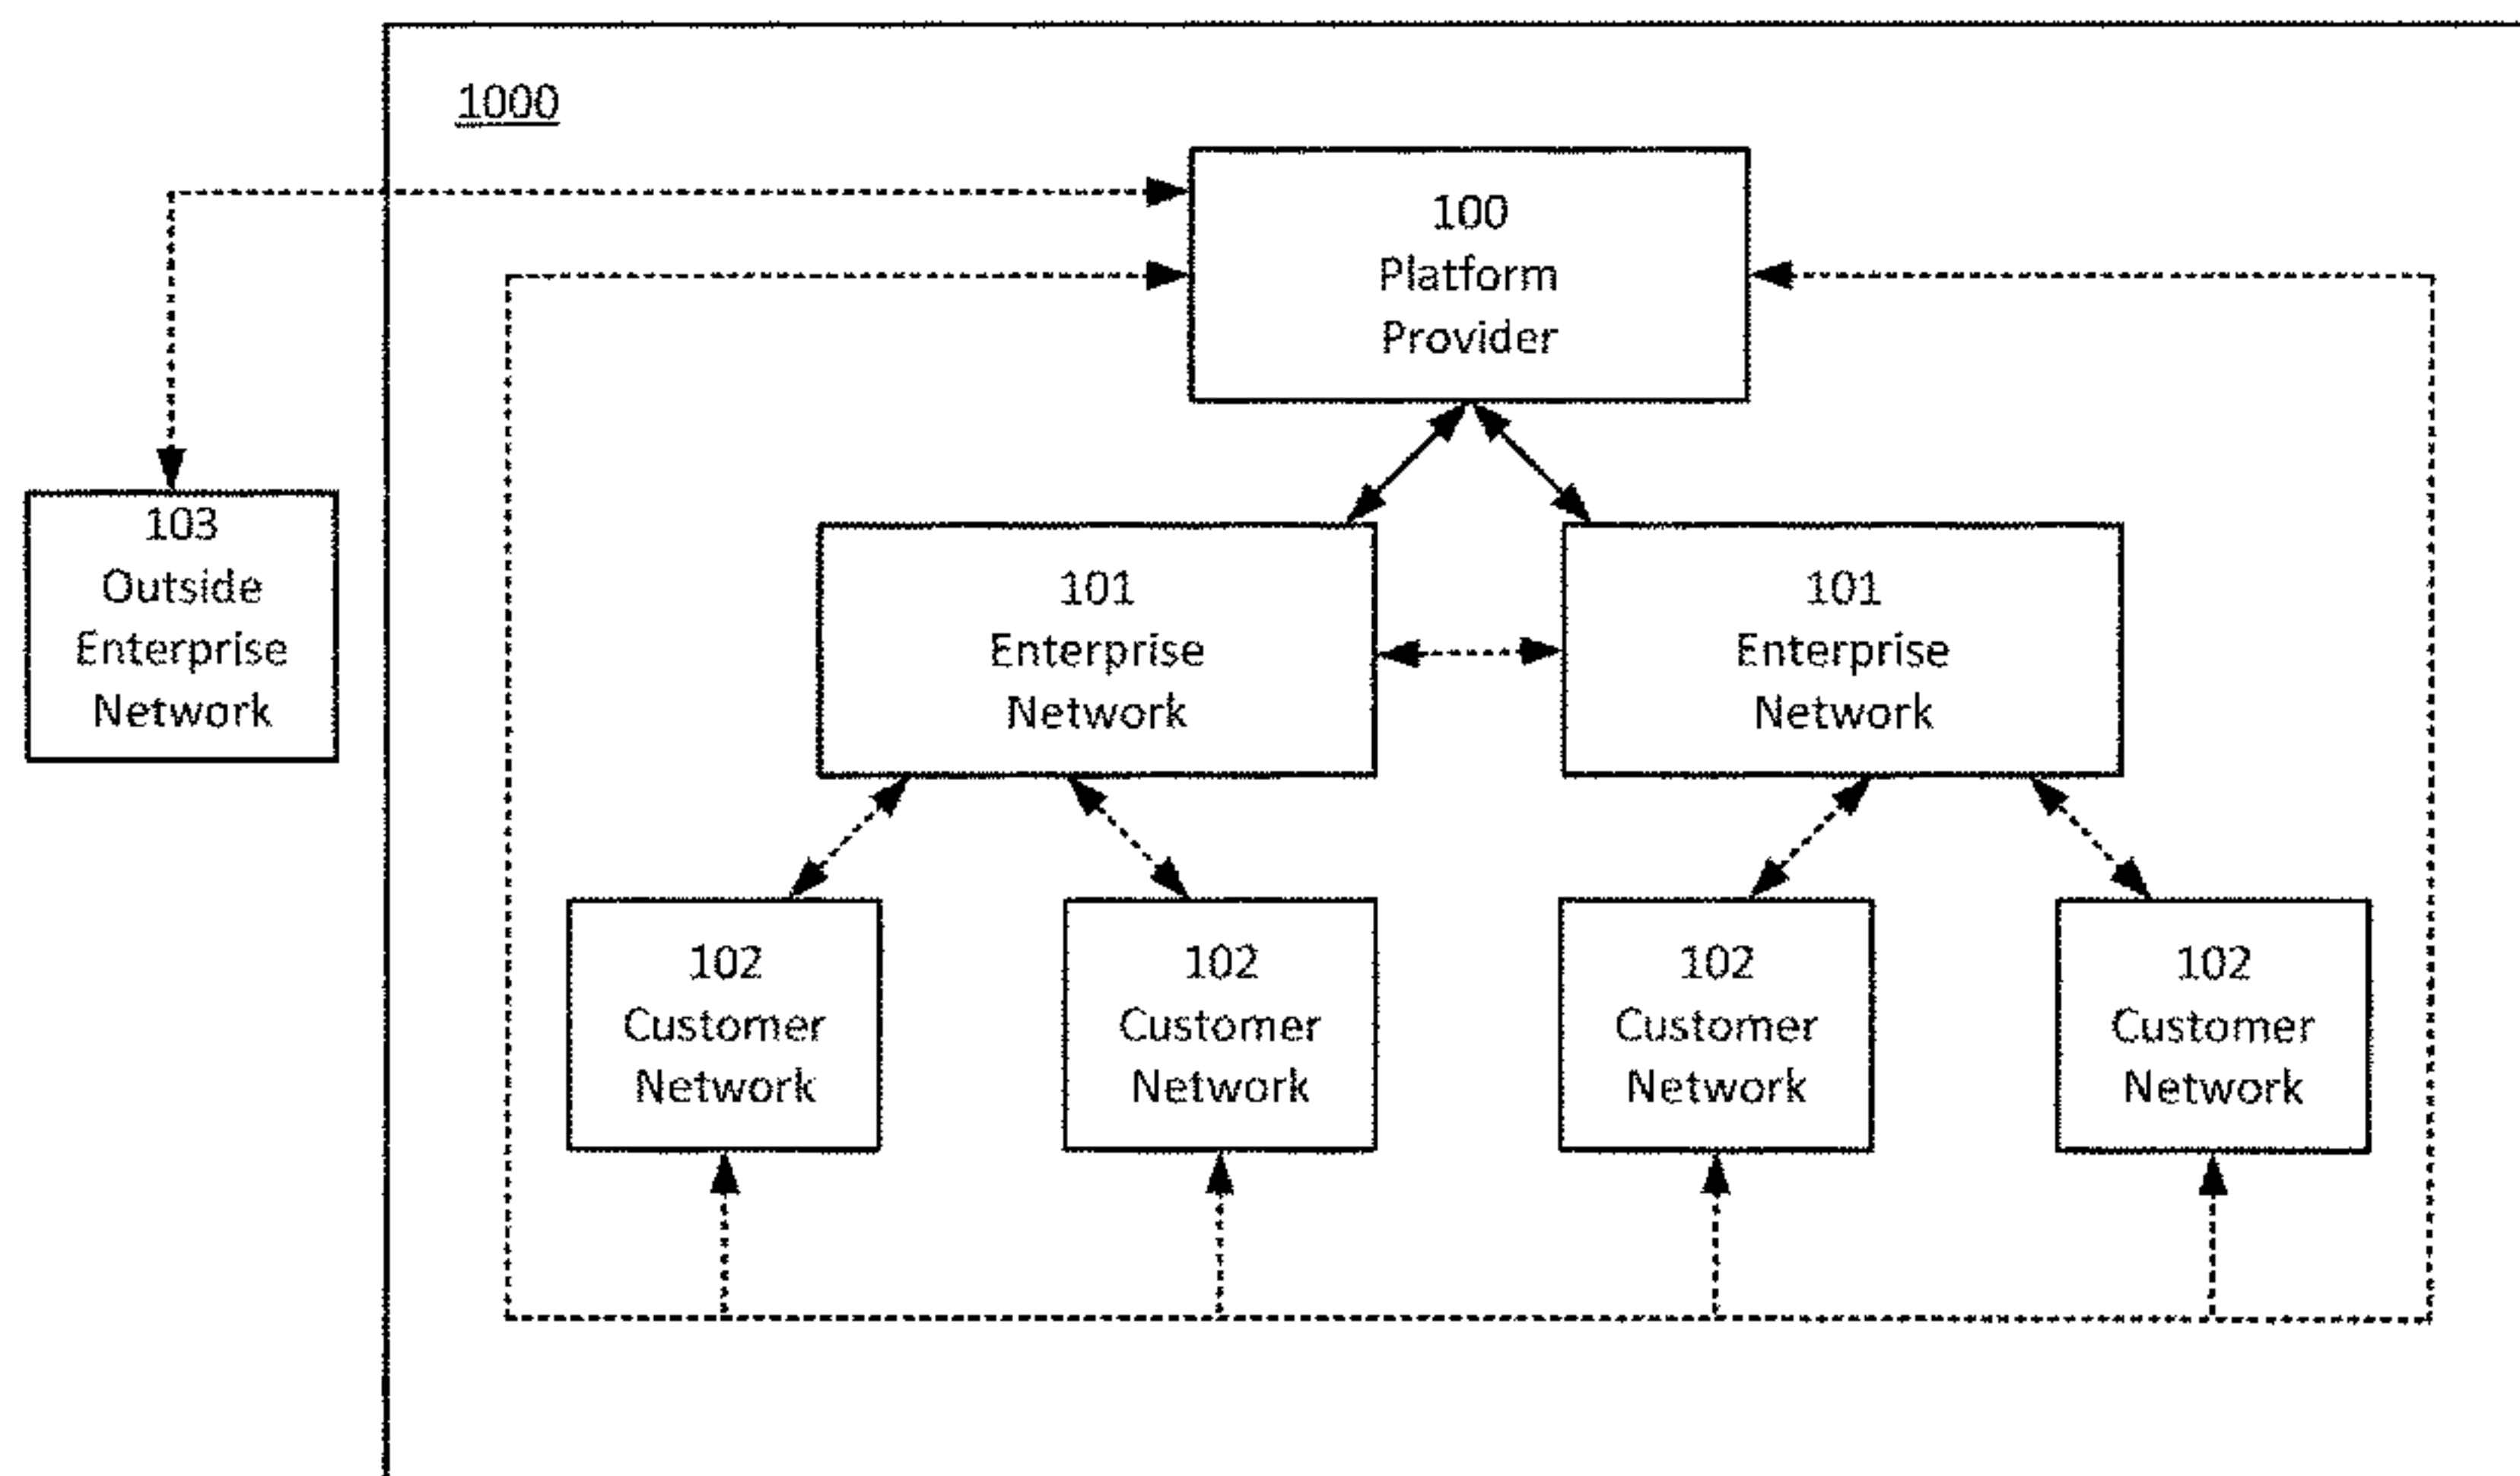 1000
100
Platform
Provider
103
Outside
Enterprise
Network
101
Enterprise
Network
101
Enterprise
Network
102
Customer
Network
102
Customer
Network
102
Customer
Network
102
Customer
Network